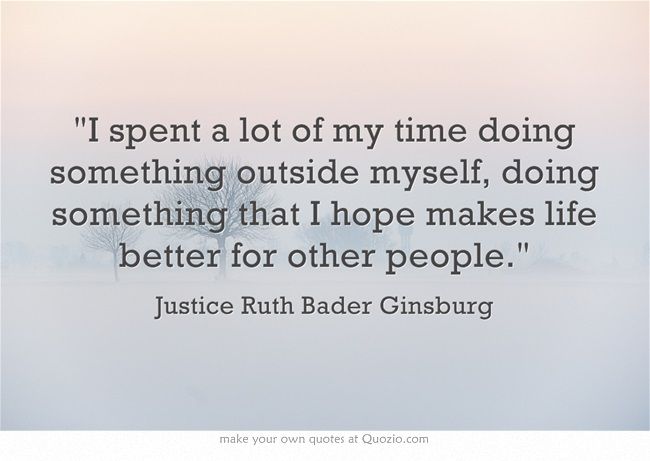 "I spent a lot of my time doing
something outside myself, doing
something that I hope makes life
better for other people."
Justice Ruth Bader Ginsburg
make your own quotes at Quozio.com